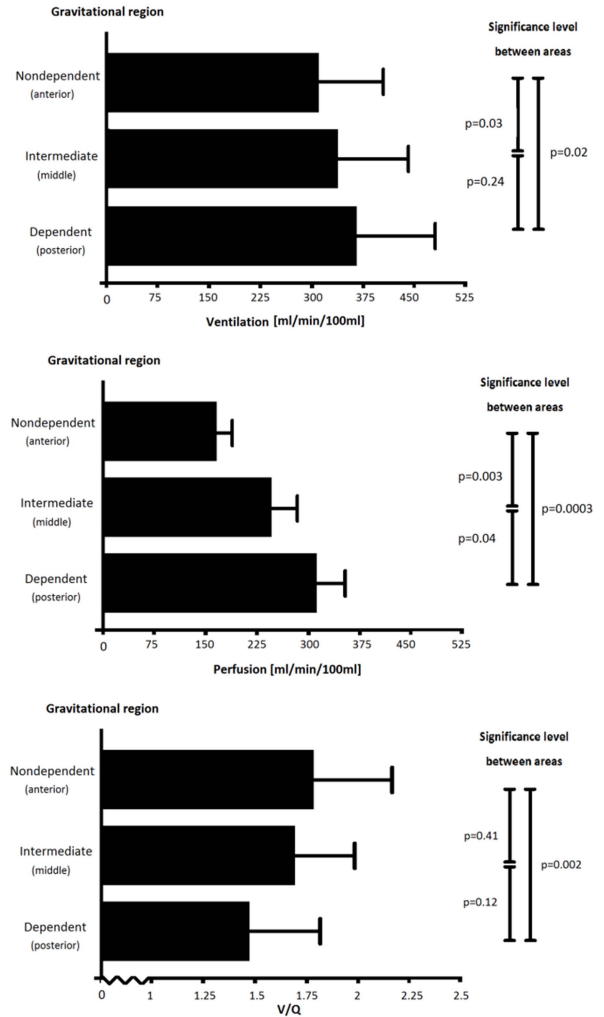 Gravitational region
Significance level
between areas
Nondependent
(anterior)
Intermediate
(middle)
Dependent
(posterior)
p=0.03
p=0.02
p=0.24
0 75 150 225 300 375 450 525
Ventilation [ml/min/100ml]
Gravitational region
Significance level
between areas
Nondependent
(anterior)
Intermediate
(middle)
Dependent
(posterior)
p=0.003
p=0.0003
p=0.04
0 75 150 225 300 375 450 525
Perfusion [ml/min/100ml]
Gravitational region
Significance level
between areas
Nondependent
(anterior)
Intermediate
(middle)
Dependent
(posterior)
p=0.41
p=0.002
p=0.12
0 1 1.25 1.5 1.75 2 2.25 2.5
V/Q